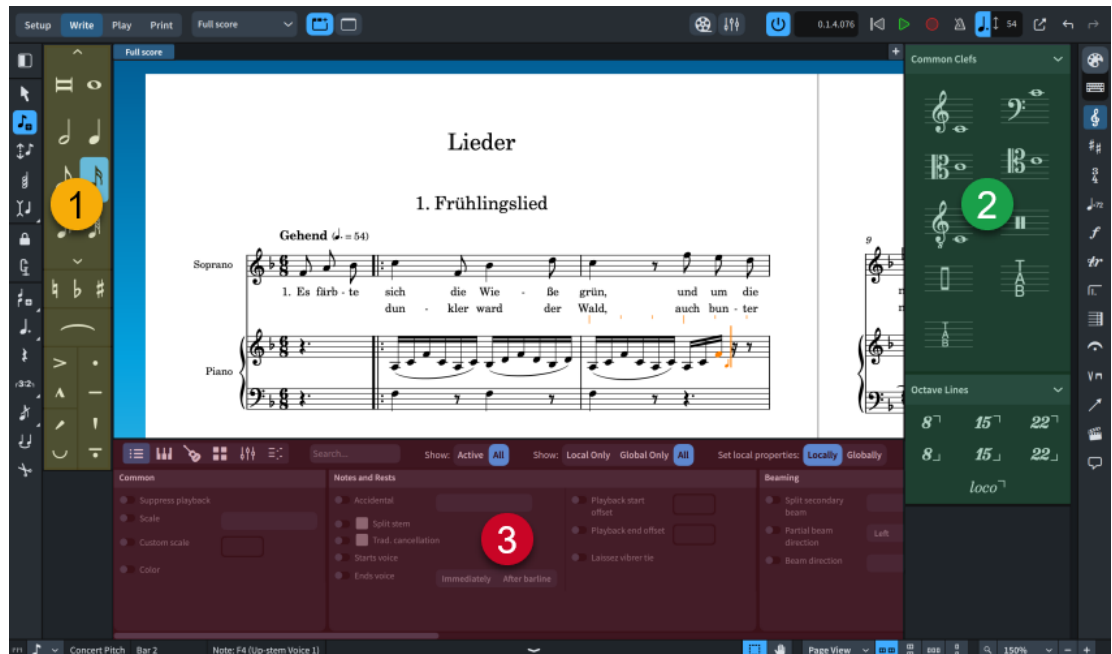 Setup Write Play Print Full score 0.1.4.076 54
Full score + Common Clefs
Lieder
1. Frühlingslied
Gehend (♩. = 54)
9
Soprano
1. Es färb - te sich die Wie - ße grün, und um die
dun - kler ward der Wald, auch bun - ter
Piano
1
2
T
A
B
T
A
B
3:2
Octave Lines
8 15 22
8 15 22
loco
Search... Show: Active All Show: Local Only Global Only All Set local properties: Locally Globally
Common Notes and Rests Beaming
Suppress playback Accidental Playback start offset Split secondary beam
Scale Split stem Playback end offset Partial beam direction Left
Custom scale Trad. cancellation
Starts voice Laissez vibrer tie Beam direction
Color Ends voice Immediately After barline
3
Concert Pitch Bar 2 Note: F4 (Up-stem Voice 1) Page View 150% - +